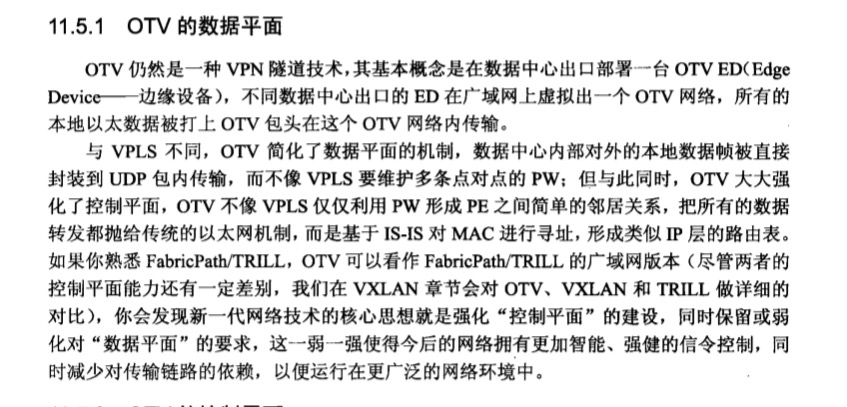 11.5.1 OTV 的数据平面
OTV 仍然是一种 VPN 隧道技术，其基本概念是在数据中心出口部署一台 OTV ED（Edge
Device——边缘设备），不同数据中心出口的 ED 在广域网上虚拟出一个 OTV 网络，所有的
本地以太数据被打上 OTV 包头在这个 OTV 网络内传输。
与 VPLS 不同，OTV 简化了数据平面的机制，数据中心内部对外的本地数据帧被直接
封装到 UDP 包内传输，而不像 VPLS 要维护多条点对点的 PW；但与此同时，OTV 大大强
化了控制平面，OTV 不像 VPLS 仅仅利用 PW 形成 PE 之间简单的邻居关系，把所有的数据
转发都抛给传统的以太网机制，而是基于 IS-IS 对 MAC 进行寻址，形成类似 IP 层的路由表。
如果你熟悉 FabricPath/TRILL，OTV 可以看作 FabricPath/TRILL 的广域网版本（尽管两者的
控制平面能力还有一定差别，我们在 VXLAN 章节会对 OTV、VXLAN 和 TRILL 做详细的
对比），你会发现新一代网络技术的核心思想就是强化“控制平面”的建设，同时保留或弱
化对“数据平面”的要求，这一弱一强使得今后的网络拥有更加智能、强健的信令控制，同
时减少对传输链路的依赖，以便运行在更广泛的网络环境中。